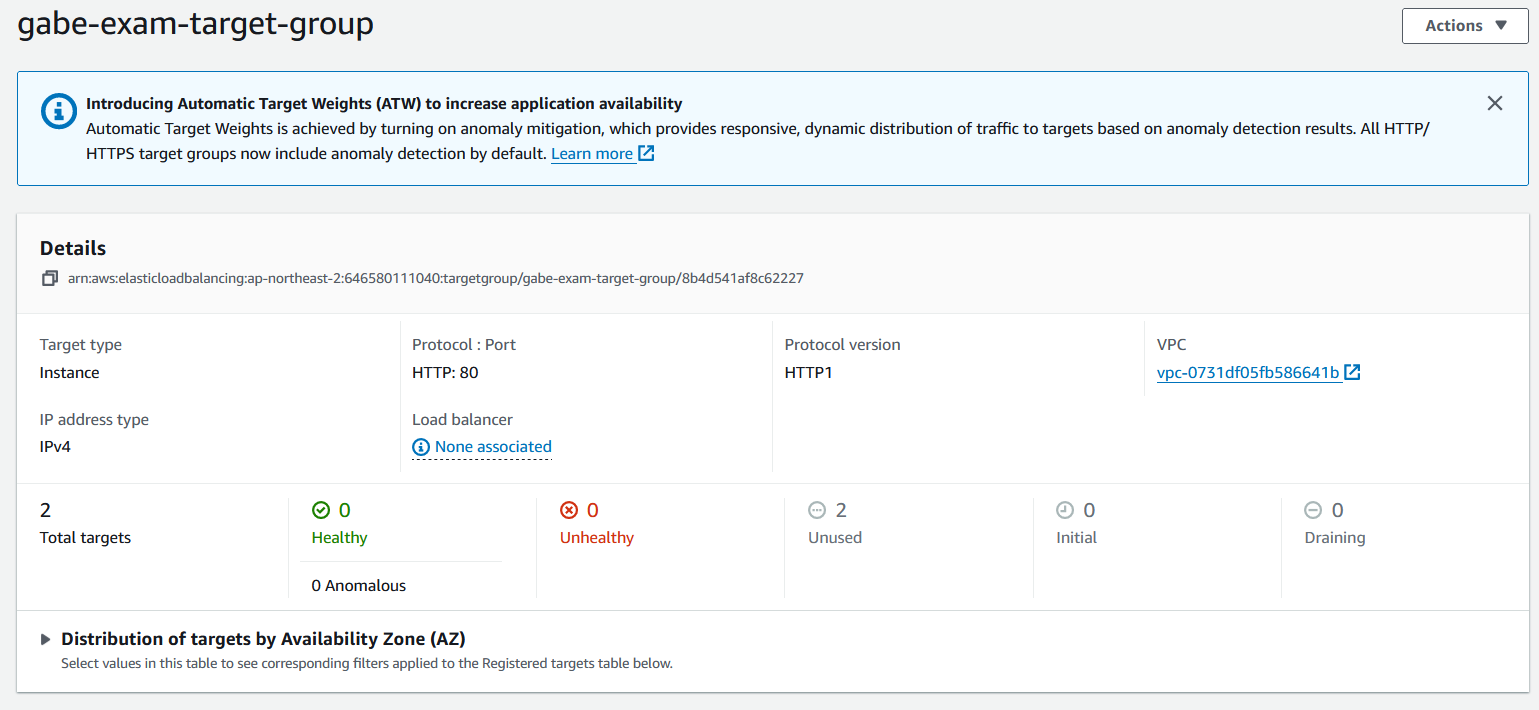 gabe-exam-target-group
Actions
Introducing Automatic Target Weights (ATW) to increase application availability
Automatic Target Weights is achieved by turning on anomaly mitigation, which provides responsive, dynamic distribution of traffic to targets based on anomaly detection results. All HTTP/
HTTPS target groups now include anomaly detection by default. Learn more
Details
arn:aws:elasticloadbalancing:ap-northeast-2:646580111040:targetgroup/gabe-exam-target-group/8b4d541af8c62227
Target type
Instance
Protocol : Port
HTTP: 80
Protocol version
HTTP1
VPC
vpc-0731df05fb586641b
IP address type
IPv4
Load balancer
None associated
2
Total targets
0
Healthy
0 Anomalous
0
Unhealthy
2
Unused
0
Initial
0
Draining
Distribution of targets by Availability Zone (AZ)
Select values in this table to see corresponding filters applied to the Registered targets table below.